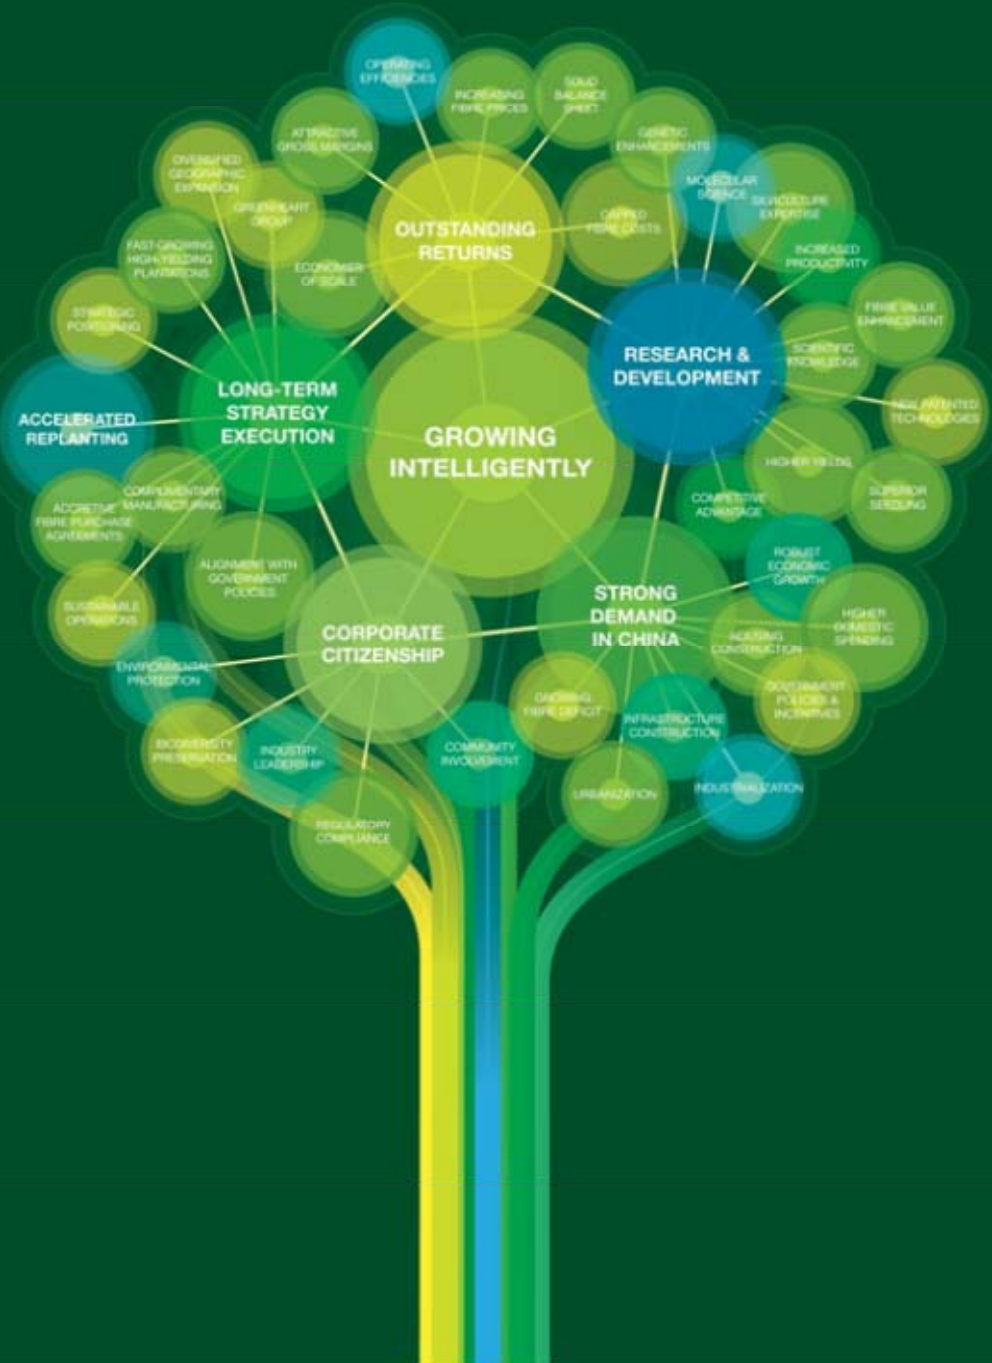 OPERATING
EFFICIENCIES
INCREASING
FIBRE PRICES
SOLID
BALANCE
SHEET
ATTRACTIVE
GROSS MARGINS
GENETIC
ENHANCEMENTS
DIVERSIFIED
GEOGRAPHIC
EXPANSION
MOLECULAR
SCIENCE
SILVICULTURE
EXPERTISE
GREENHEART
GROUP
CAPPED
FIBRE COSTS
OUTSTANDING
RETURNS
FAST-GROWING
HIGH-YIELDING
PLANTATIONS
INCREASED
PRODUCTIVITY
ECONOMIES
OF SCALE
STRATEGIC
POSITIONING
FIBRE VALUE
ENHANCEMENT
SCIENTIFIC
KNOWLEDGE
RESEARCH &
DEVELOPMENT
LONG-TERM
STRATEGY
EXECUTION
NEW PATENTED
TECHNOLOGIES
ACCELERATED
REPLANTING
GROWING
INTELLIGENTLY
HIGHER YIELDS
COMPLIMENTARY
MANUFACTURING
COMPETITIVE
ADVANTAGE
SUPERIOR
SEEDLING
ACCRETIVE
FIBRE PURCHASE
AGREEMENTS
ROBUST
ECONOMIC
GROWTH
ALIGNMENT WITH
GOVERNMENT
POLICIES
STRONG
DEMAND
IN CHINA
SUSTAINABLE
OPERATIONS
HIGHER
DOMESTIC
SPENDING
CORPORATE
CITIZENSHIP
HOUSING
CONSTRUCTION
ENVIRONMENTAL
PROTECTION
GOVERNMENT
POLICIES &
INCENTIVES
GROWING
FIBRE DEFICIT
INFRASTRUCTURE
CONSTRUCTION
BIODIVERSITY
PRESERVATION
INDUSTRY
LEADERSHIP
COMMUNITY
INVOLVEMENT
URBANIZATION
INDUSTRIALIZATION
REGULATORY
COMPLIANCE